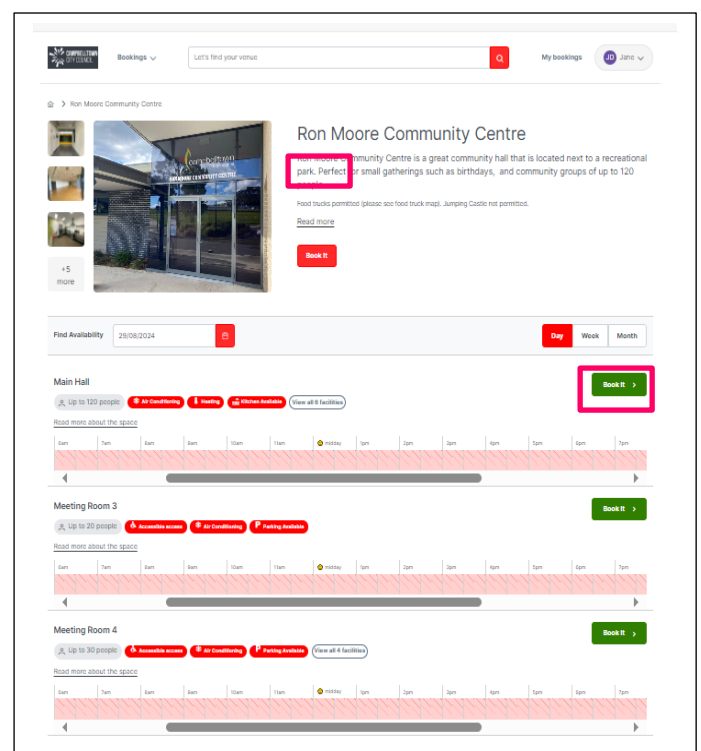 CAMPBELLTOWN
CITY COUNCIL
Bookings
Let's find your venue
My bookings
JD Jane
Ron Moore Community Centre
Ron Moore Community Centre
Ron Moore Community Centre is a great community hall that is located next to a recreational
park. Perfect for small gatherings such as birthdays, and community groups of up to 120
people
Food trucks permitted (please see food truck map). Jumping Castle not permitted.
Read more
Book It
campbelltown
RON MOORE COMMUNITY CENTRE
+5
more
Find Availability 29/08/2024 Day Week Month
Main Hall
Book It
Up to 120 people Air Conditioning Heating Kitchen Available View all 6 facilities
Read more about the space
6am 7am 8am 9am 10am 11am midday 1pm 2pm 3pm 4pm 5pm 6pm 7pm
Meeting Room 3
Book It
Up to 20 people Accessible access Air Conditioning Parking Available
Read more about the space
6am 7am 8am 9am 10am 11am midday 1pm 2pm 3pm 4pm 5pm 6pm 7pm
Meeting Room 4
Book It
Up to 30 people Accessible access Air Conditioning Parking Available View all 4 facilities
Read more about the space
6am 7am 8am 9am 10am 11am midday 1pm 2pm 3pm 4pm 5pm 6pm 7pm